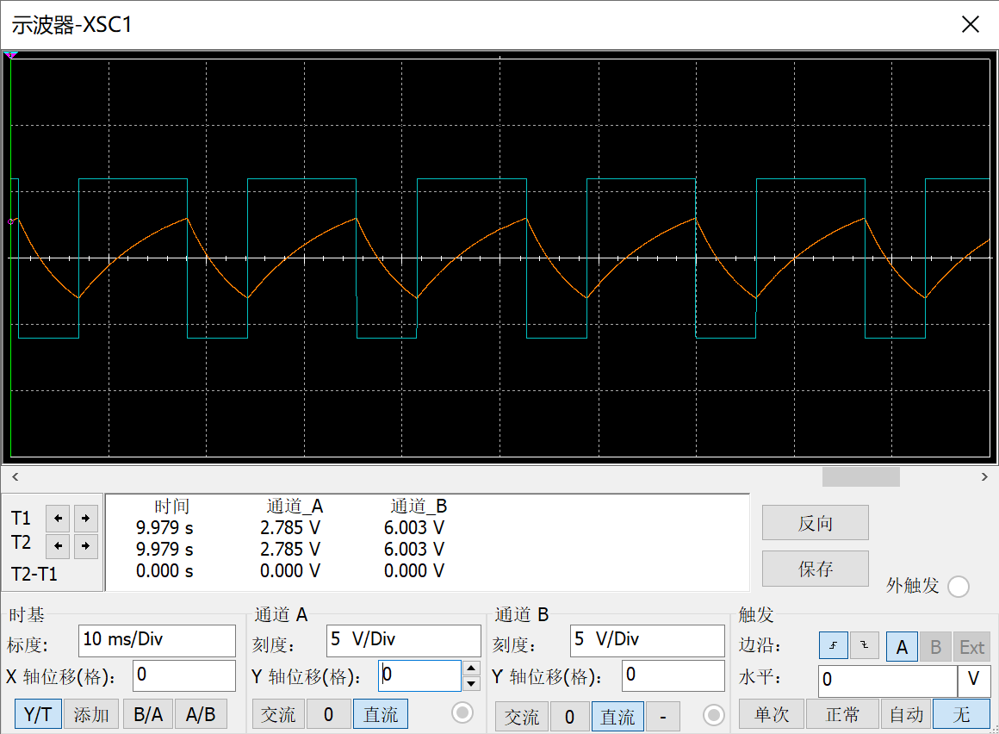 示波器-XSC1
时间 通道_A 通道_B
T1 9.979 s 2.785 V 6.003 V
T2 9.979 s 2.785 V 6.003 V
T2-T1 0.000 s 0.000 V 0.000 V
反向
保存
外触发
时基
标度: 10 ms/Div
X 轴位移(格): 0
Y/T 添加 B/A A/B
通道 A
刻度: 5 V/Div
Y 轴位移(格): 0
交流 0 直流
通道 B
刻度: 5 V/Div
Y 轴位移(格): 0
交流 0 直流 -
触发
边沿: A B Ext
水平: 0 V
单次 正常 自动 无